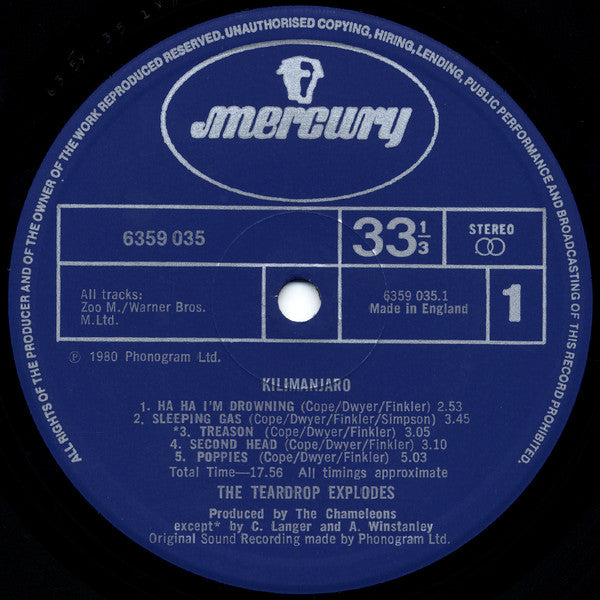 ALL RIGHTS OF THE PRODUCER AND OF THE OWNER OF THE WORK REPRODUCED RESERVED. UNAUTHORISED COPYING, HIRING, LENDING, PUBLIC PERFORMANCE AND BROADCASTING OF THIS RECORD PROHIBITED.
mercury
6359 035
33 1/3
STEREO
All tracks:
Zoo M./Warner Bros.
M.Ltd.
6359 035.1
Made in England
1
℗ 1980 Phonogram Ltd.
KILIMANJARO
1. HA HA I'M DROWNING (Cope/Dwyer/Finkler) 2.53
2. SLEEPING GAS (Cope/Dwyer/Finkler/Simpson) 3.45
*3. TREASON (Cope/Dwyer/Finkler) 3.05
4. SECOND HEAD (Cope/Dwyer/Finkler) 3.10
5. POPPIES (Cope/Dwyer/Finkler) 5.03
Total Time—17.56 All timings approximate
THE TEARDROP EXPLODES
Produced by The Chameleons
except* by C. Langer and A. Winstanley
Original Sound Recording made by Phonogram Ltd.